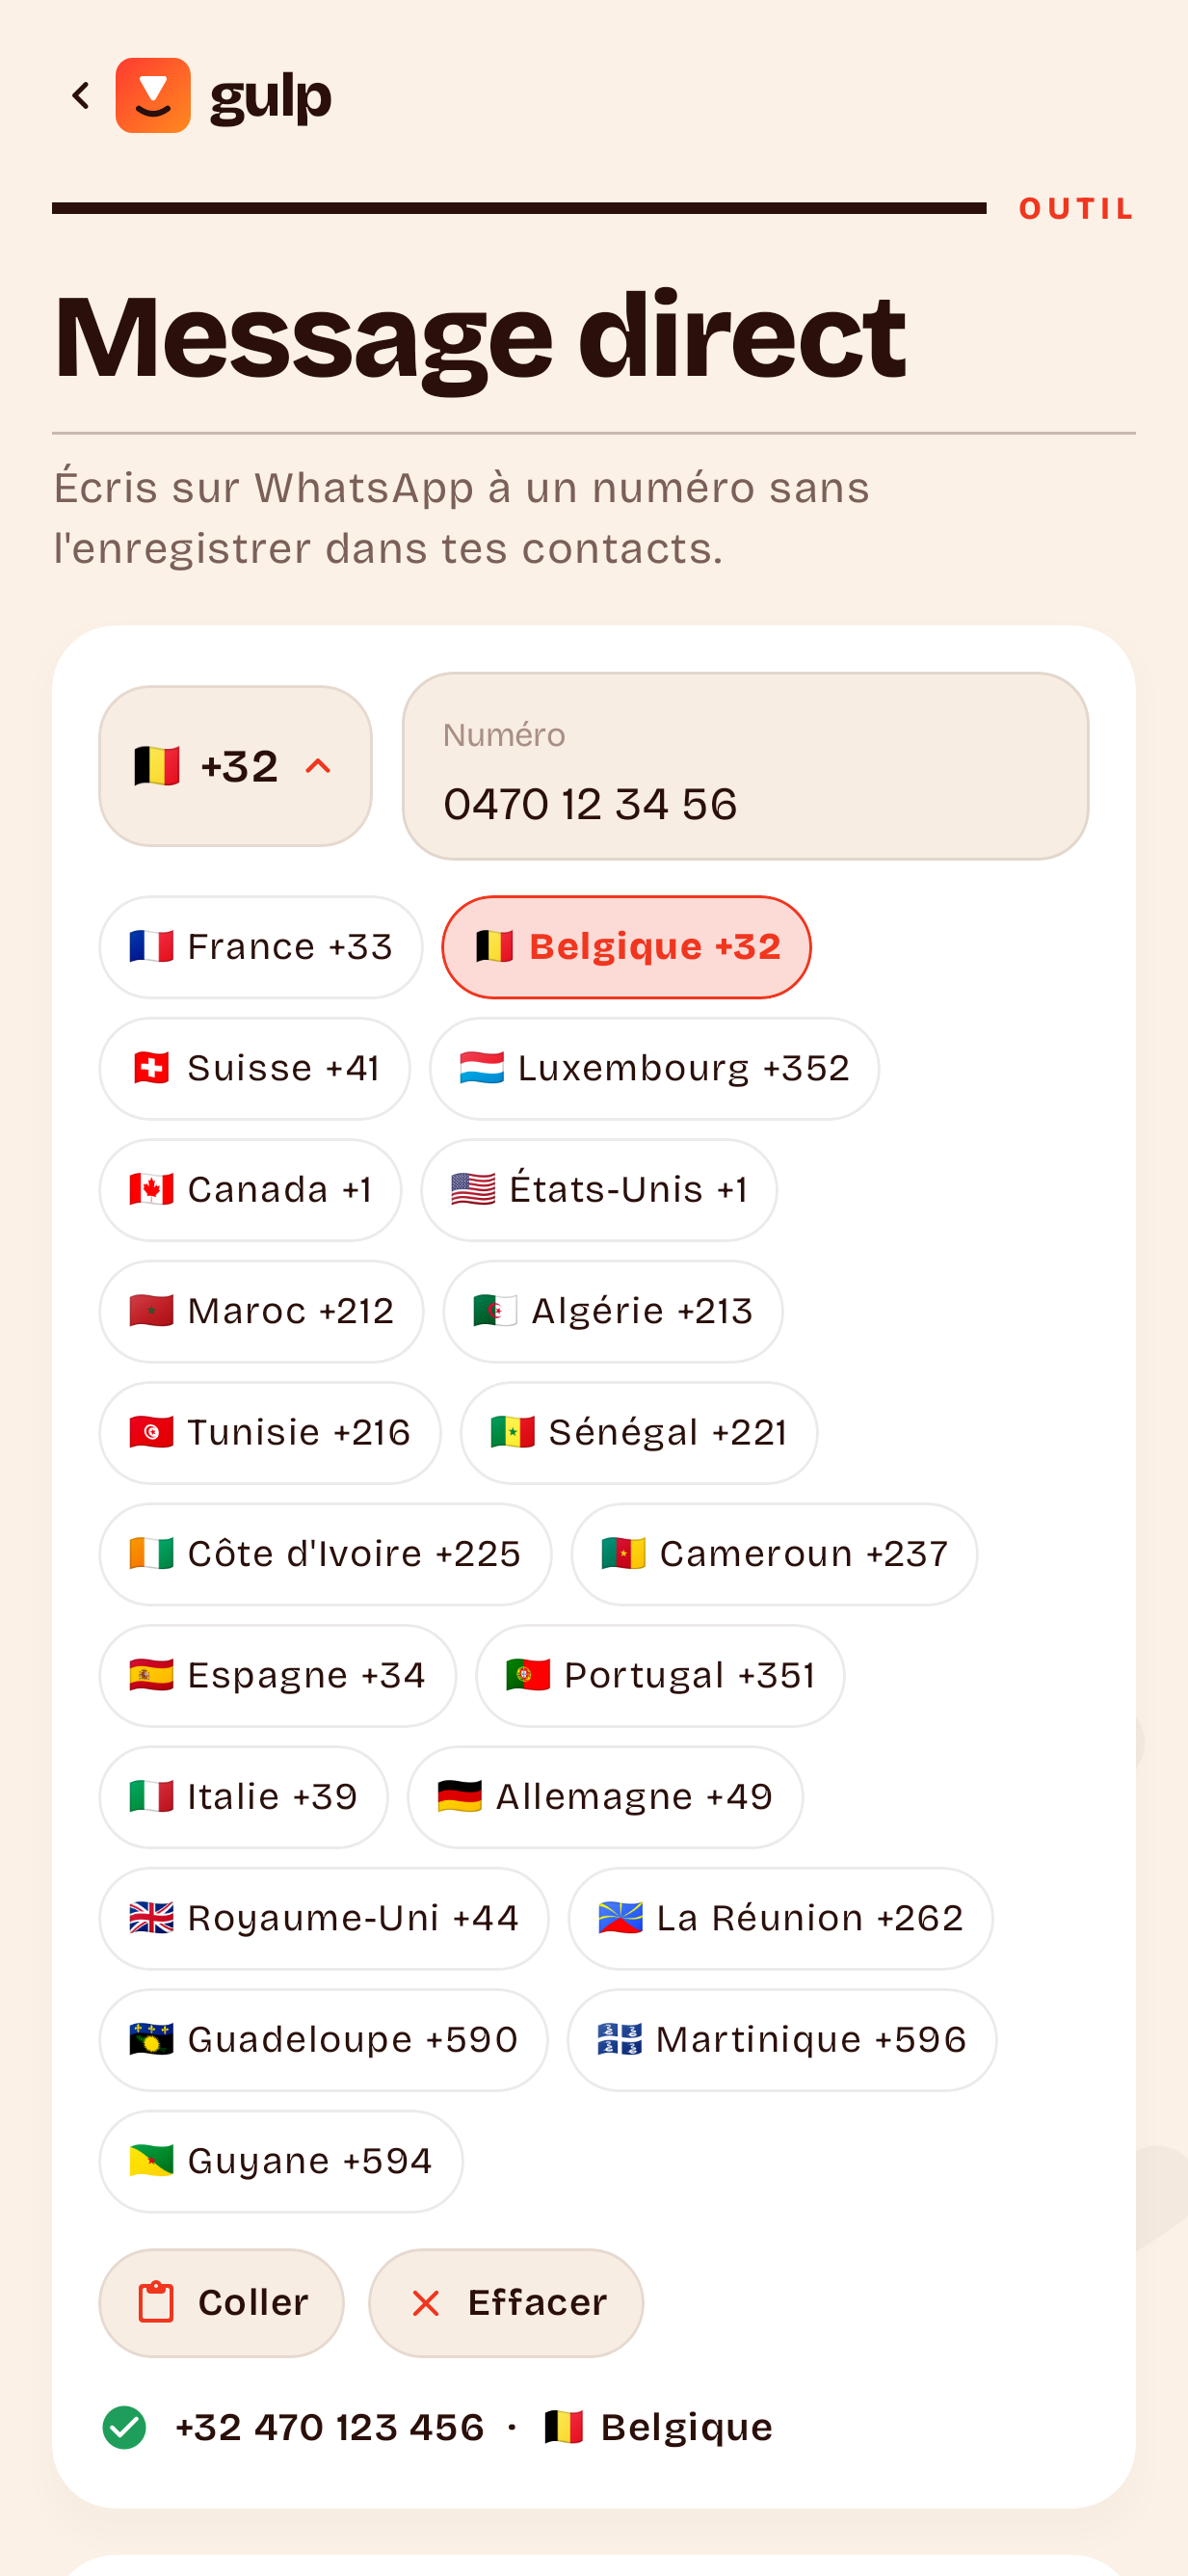 gulp
OUTIL
Message direct
Écris sur WhatsApp à un numéro sans
l'enregistrer dans tes contacts.
+32
Numéro
0470 12 34 56
France +33
Belgique +32
Suisse +41
Luxembourg +352
Canada +1
États-Unis +1
Maroc +212
Algérie +213
Tunisie +216
Sénégal +221
Côte d'Ivoire +225
Cameroun +237
Espagne +34
Portugal +351
Italie +39
Allemagne +49
Royaume-Uni +44
La Réunion +262
Guadeloupe +590
Martinique +596
Guyane +594
Coller
Effacer
+32 470 123 456 · Belgique